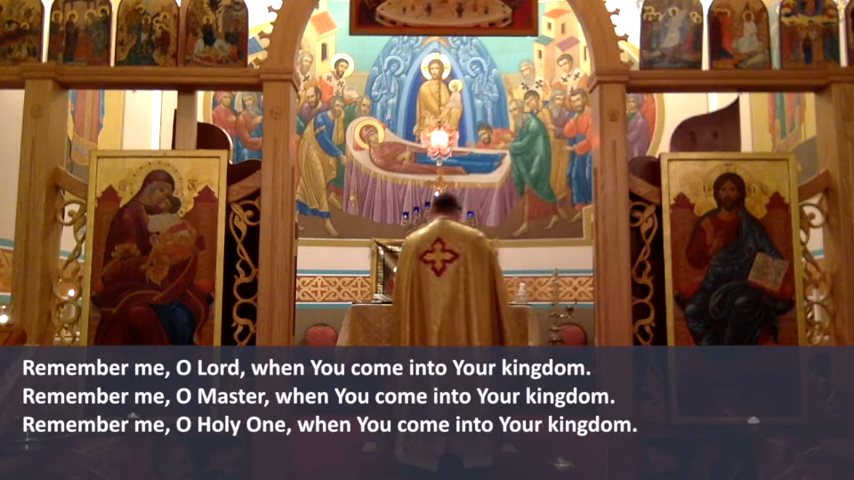 Remember me, O Lord, when You come into Your kingdom.
Remember me, O Master, when You come into Your kingdom.
Remember me, O Holy One, when You come into Your kingdom.